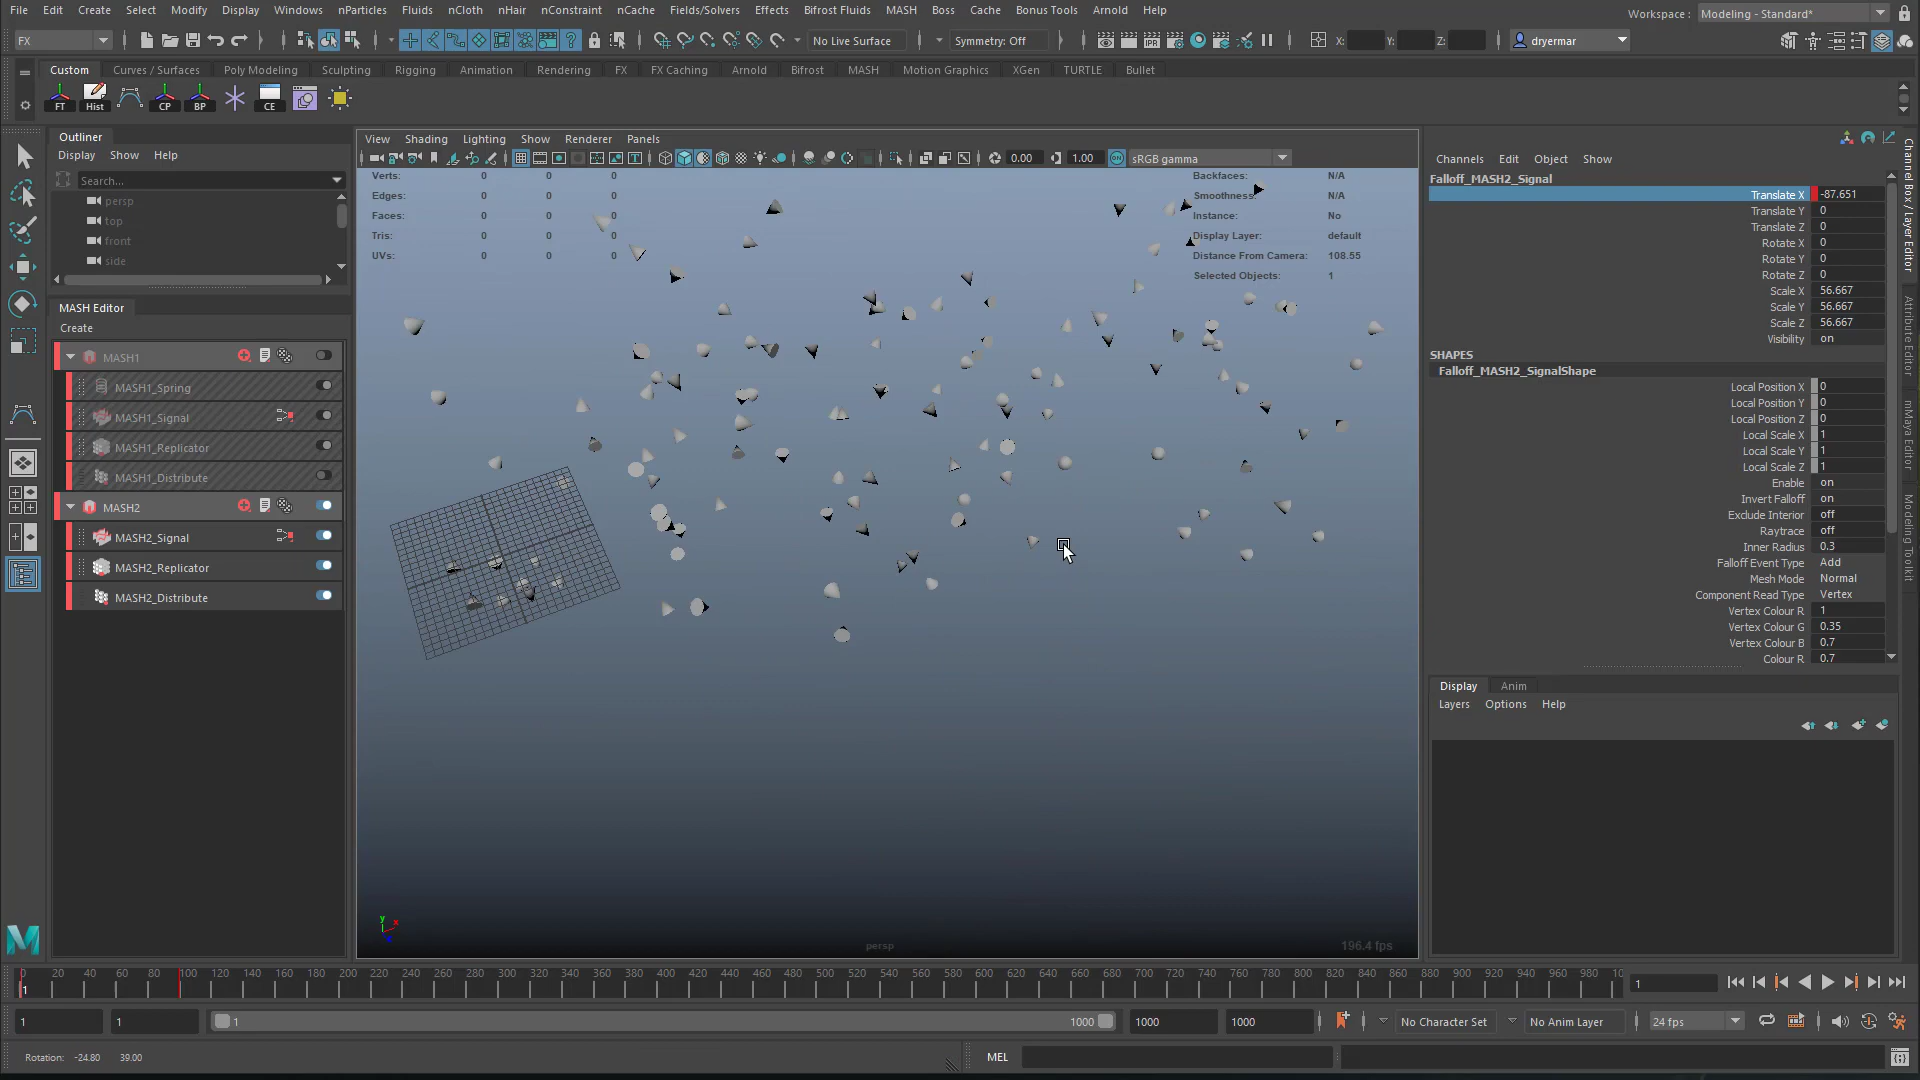 File Edit Create Select Modify Display Windows nParticles Fluids nCloth nHair nConstraint nCache Fields/Solvers Effects Bifrost Fluids MASH Boss Cache Bonus Tools Arnold Help
Workspace : Modeling - Standard*
FX No Live Surface Symmetry: Off IPR X: Y: Z: dryermar
Custom Curves / Surfaces Poly Modeling Sculpting Rigging Animation Rendering FX FX Caching Arnold Bifrost MASH Motion Graphics XGen TURTLE Bullet
FT Hist CP BP CE
Outliner
Display Show Help
Search...
persp
top
front
side
MASH Editor
Create
MASH1
MASH1_Spring
MASH1_Signal
MASH1_Replicator
MASH1_Distribute
MASH2
MASH2_Signal
MASH2_Replicator
MASH2_Distribute
View Shading Lighting Show Renderer Panels
0.00 1.00 sRGB gamma
Verts: 0 0 0
Edges: 0 0 0
Faces: 0 0 0
Tris: 0 0 0
UVs: 0 0 0
Backfaces: N/A
Smoothness: N/A
Instance: No
Display Layer: default
Distance From Camera: 108.55
Selected Objects: 1
y x
persp
196.4 fps
Channels Edit Object Show
Falloff_MASH2_Signal
Translate X -87.651
Translate Y 0
Translate Z 0
Rotate X 0
Rotate Y 0
Rotate Z 0
Scale X 56.667
Scale Y 56.667
Scale Z 56.667
Visibility on
SHAPES
Falloff_MASH2_SignalShape
Local Position X 0
Local Position Y 0
Local Position Z 0
Local Scale X 1
Local Scale Y 1
Local Scale Z 1
Enable on
Invert Falloff on
Exclude Interior off
Raytrace off
Inner Radius 0.3
Falloff Event Type Add
Mesh Mode Normal
Component Read Type Vertex
Vertex Colour R 1
Vertex Colour G 0.35
Vertex Colour B 0.7
Colour R 0.7
Display Anim
Layers Options Help
Channel Box / Layer Editor
Attribute Editor
mMaya Editor
Modeling Toolkit
0 20 40 60 80 100 120 140 160 180 200 220 240 260 280 300 320 340 360 380 400 420 440 460 480 500 520 540 560 580 600 620 640 660 680 700 720 740 760 780 800 820 840 860 880 900 920 940 960 980 10
1 1
1 1 1 1000 1000 1000 No Character Set No Anim Layer 24 fps
Rotation: -24.80 39.00 MEL